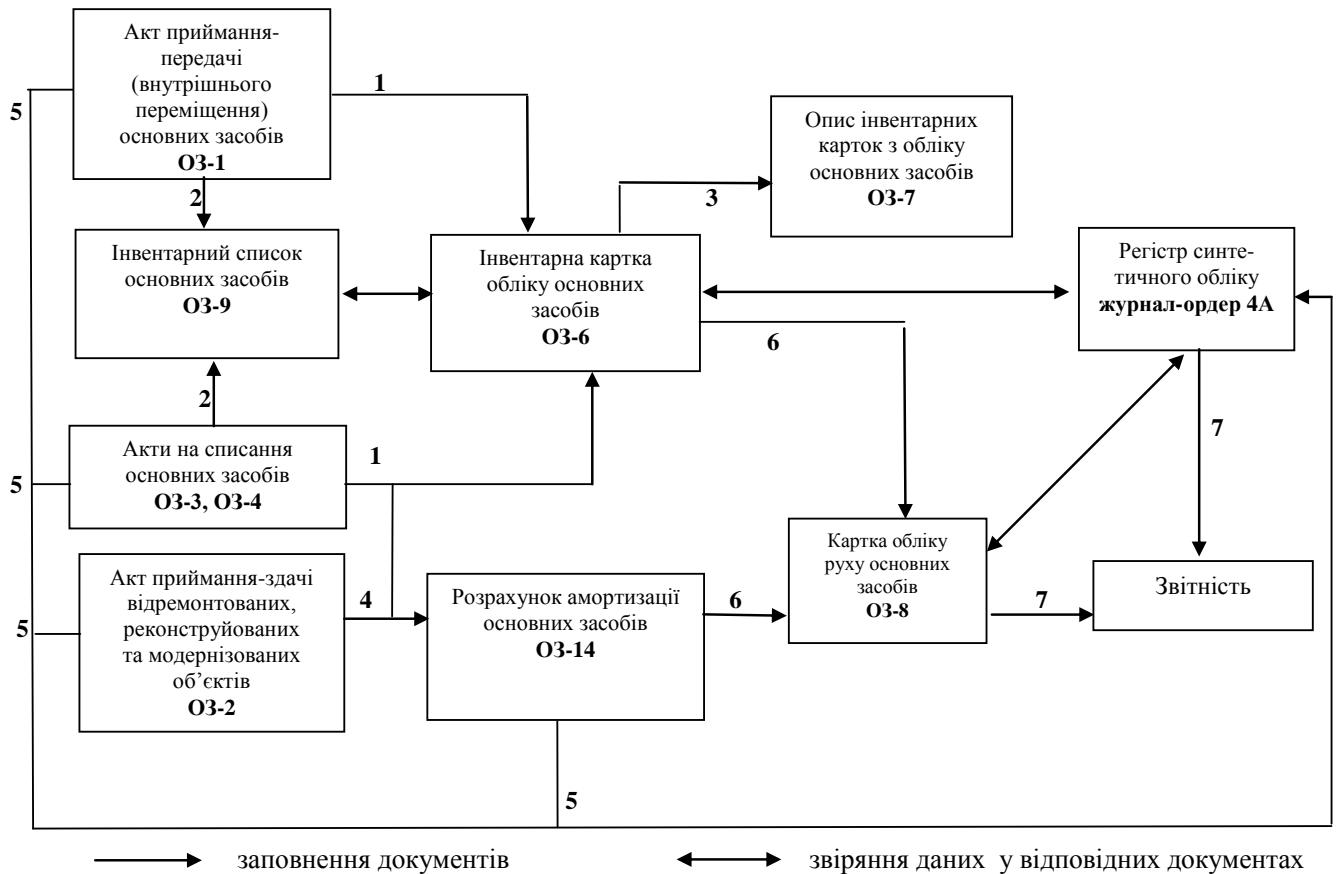 Акт приймання-
передачі
(внутрішнього
переміщення)
основних засобів
ОЗ-1
1
5
2
Опис інвентарних
карток з обліку
основних засобів
ОЗ-7
3
Інвентарний список
основних засобів
ОЗ-9
Інвентарна картка
обліку основних
засобів
ОЗ-6
Регістр синте-
тичного обліку
журнал-ордер 4А
6
2
7
Акти на списання
основних засобів
ОЗ-3, ОЗ-4
1
5
Акт приймання-здачі
відремонтованих,
реконструйованих
та модернізованих
об’єктів
ОЗ-2
4
5
Розрахунок амортизації
основних засобів
ОЗ-14
6
Картка обліку
руху основних
засобів
ОЗ-8
7
Звітність
5
заповнення документів
звіряння даних у відповідних документах